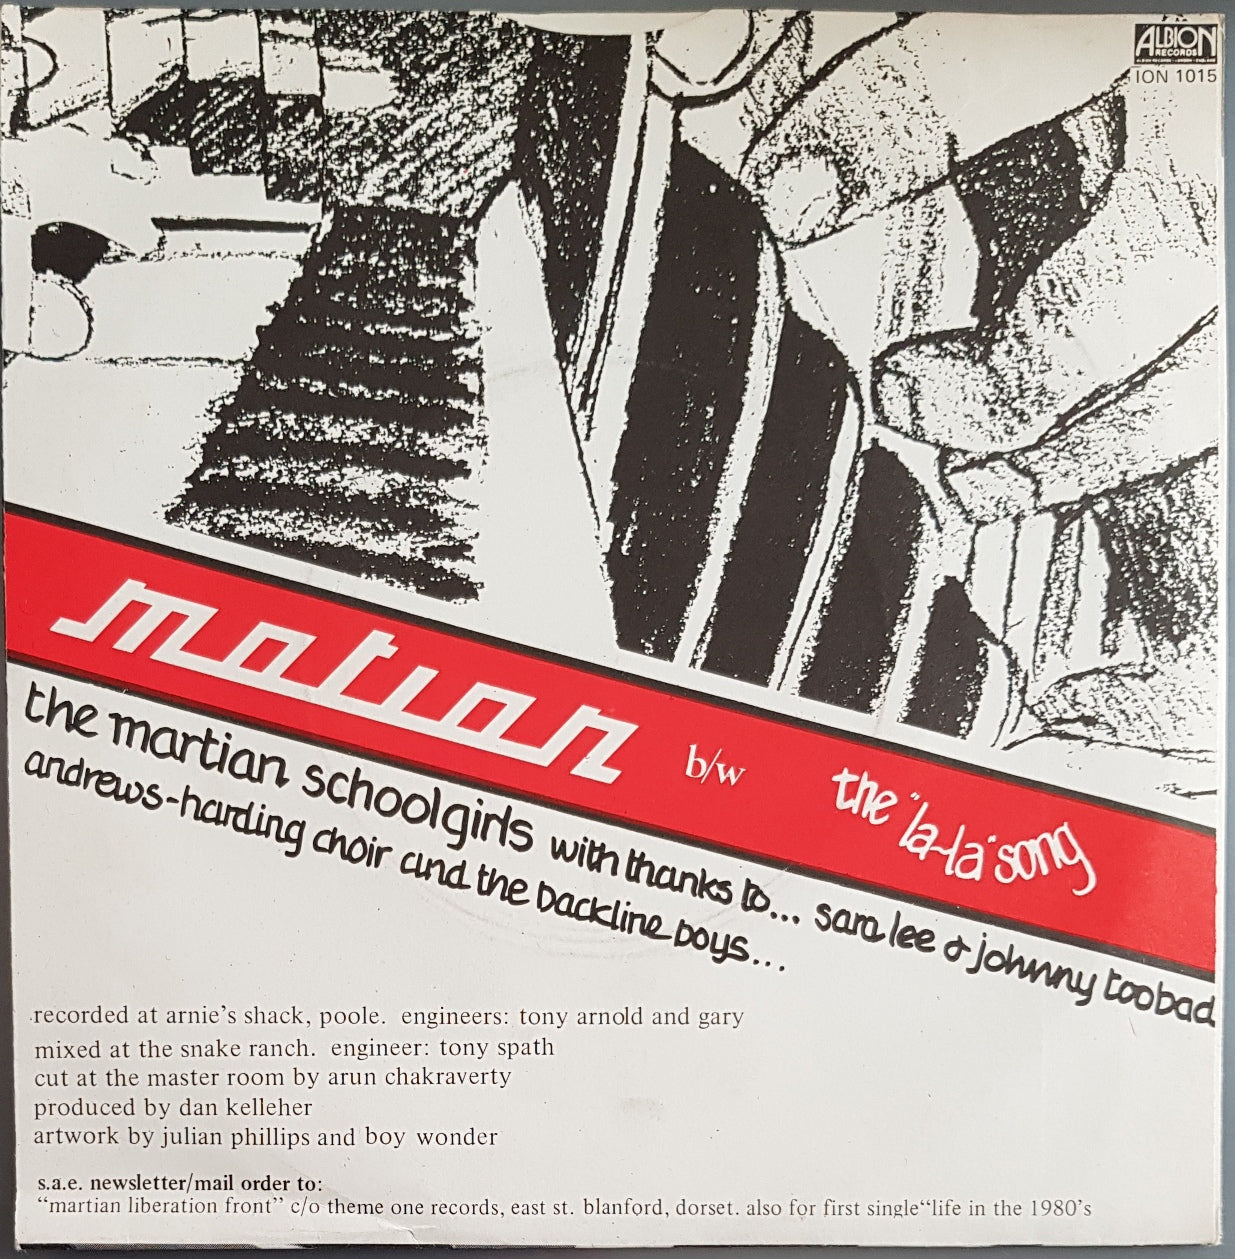 ALBION
RECORDS
ION 1015
motion b/w the "la-la" song
the martian schoolgirls with thanks to... sara lee & johnny toobad
andrews-harding choir and the backline boys...
recorded at arnie's shack, poole. engineers: tony arnold and gary
mixed at the snake ranch. engineer: tony spath
cut at the master room by arun chakraverty
produced by dan kelleher
artwork by julian phillips and boy wonder
s.a.e. newsletter/mail order to:
“martian liberation front” c/o theme one records, east st. blanford, dorset. also for first single“life in the 1980's